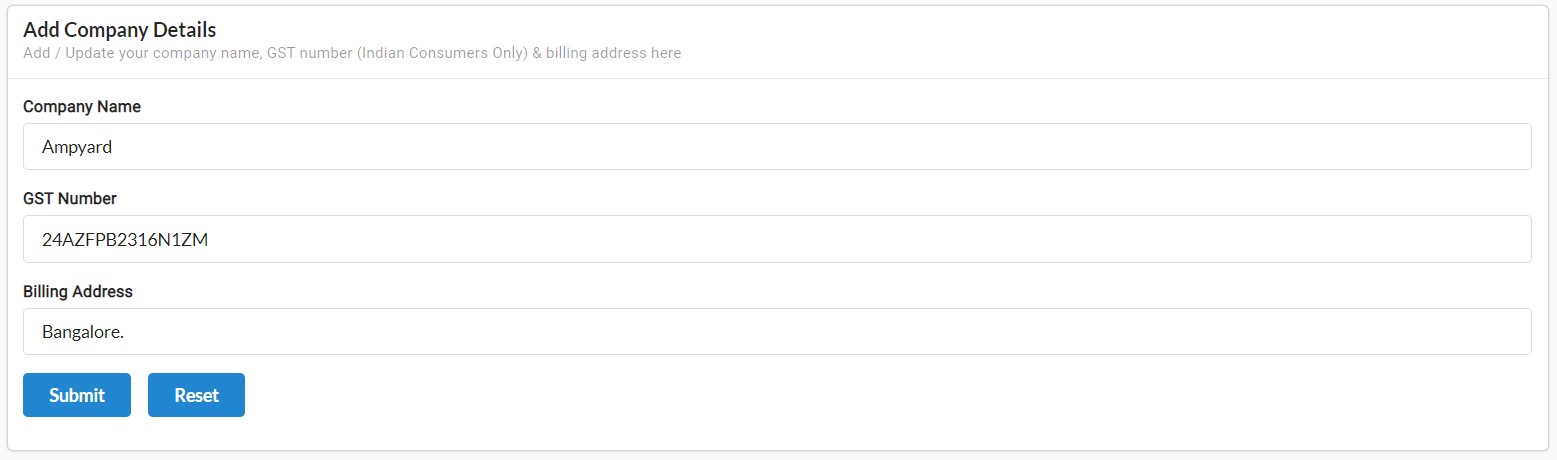 Add Company Details
Add / Update your company name, GST number (Indian Consumers Only) & billing address here
Company Name
Ampyard
GST Number
24AZFPB2316N1ZM
Billing Address
Bangalore.
Submit Reset